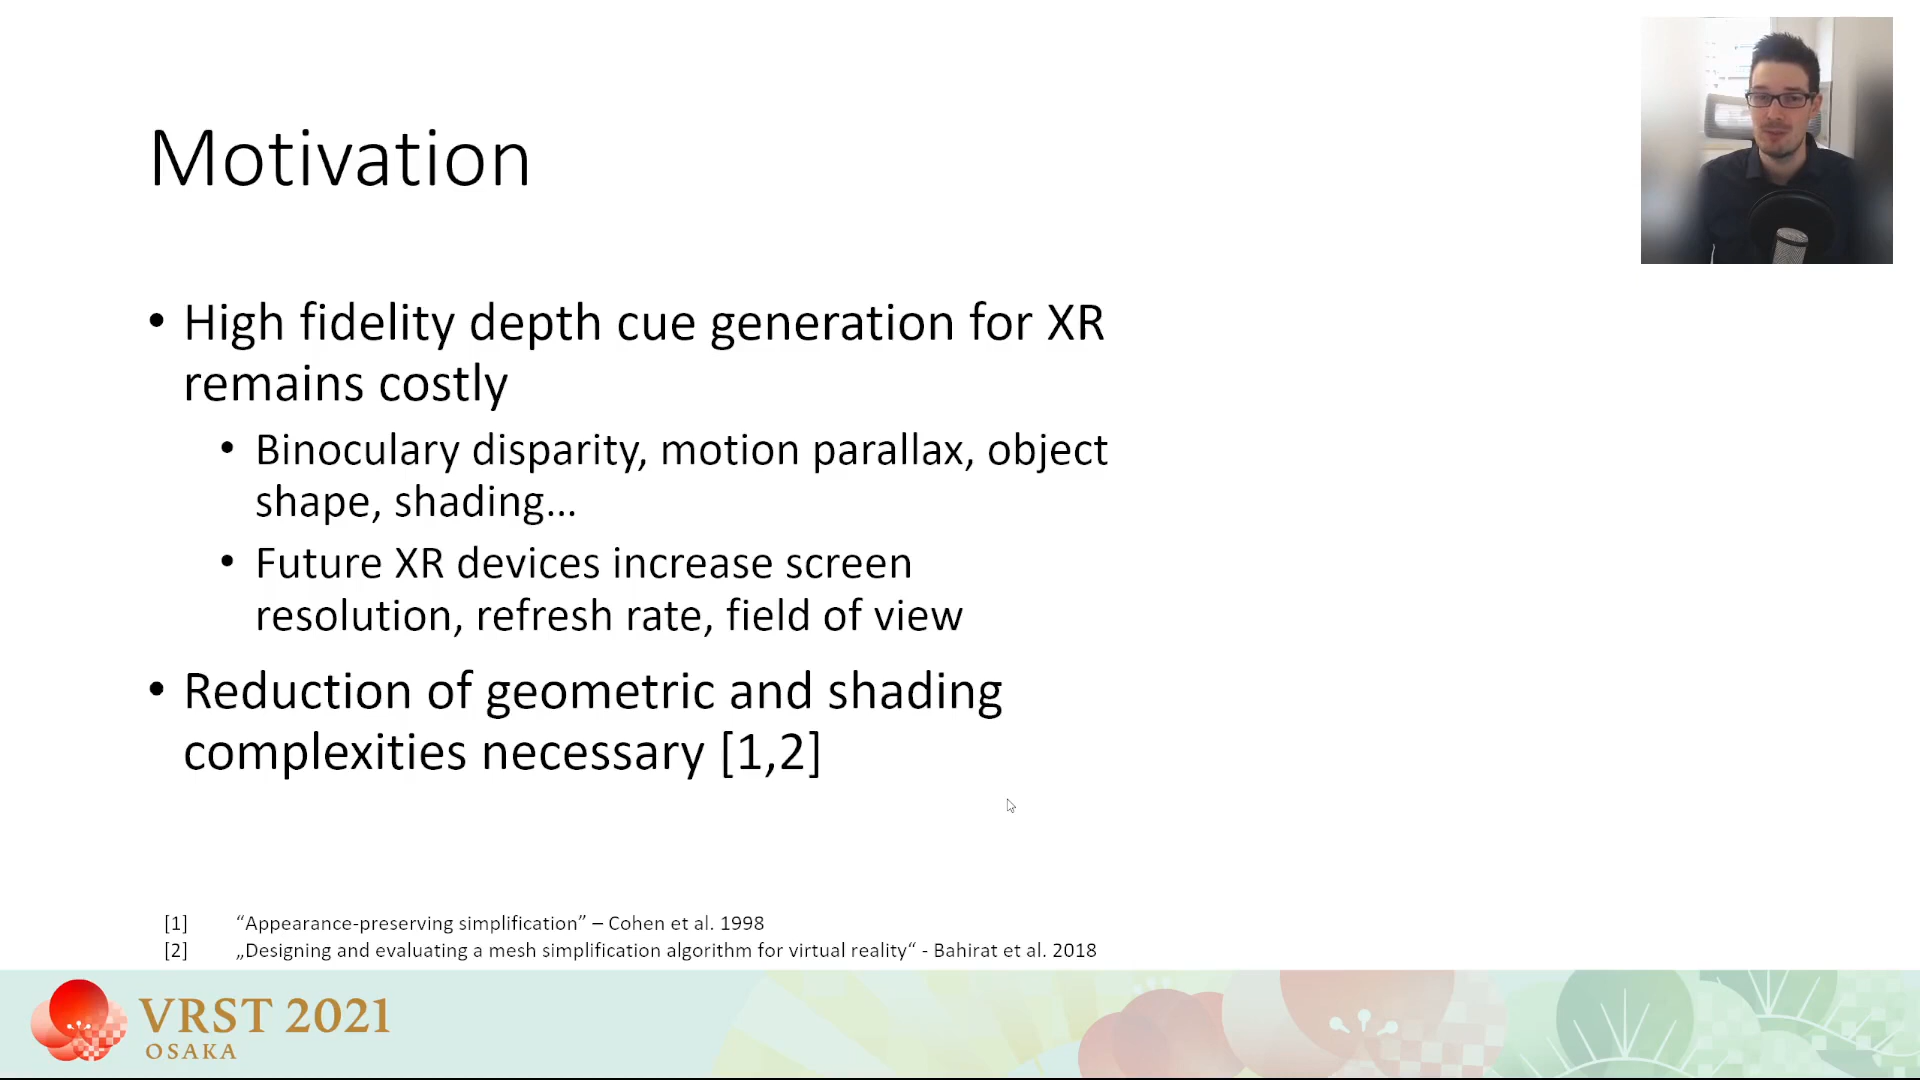 Motivation
• High fidelity depth cue generation for XR
remains costly
• Binoculary disparity, motion parallax, object
shape, shading...
• Future XR devices increase screen
resolution, refresh rate, field of view
• Reduction of geometric and shading
complexities necessary [1,2]
[1] “Appearance-preserving simplification” – Cohen et al. 1998
[2] „Designing and evaluating a mesh simplification algorithm for virtual reality“ - Bahirat et al. 2018
VRST 2021
OSAKA